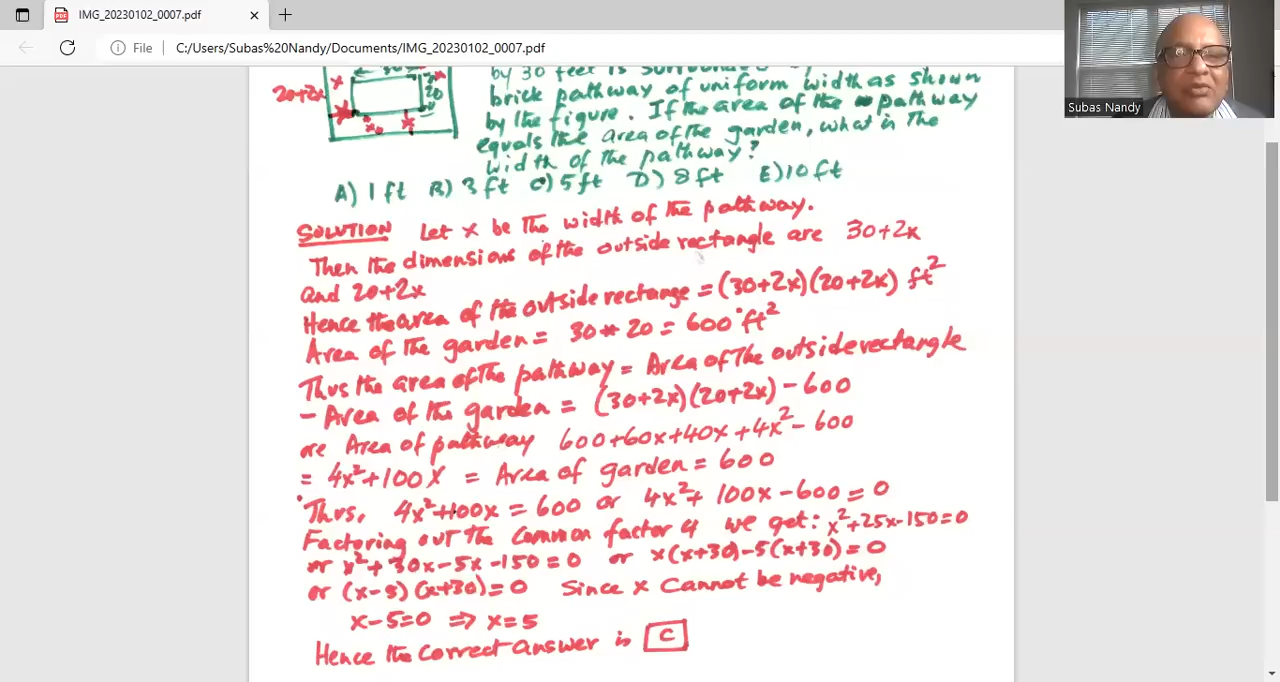 IMG_20230102_0007.pdf
File C:/Users/Subas%20Nandy/Documents/IMG_20230102_0007.pdf
Subas Nandy
20+2x
by 30 feet is
brick pathway of uniform width as shown
by the figure. If the area of the pathway
equals the area of the garden, what is the
width of the pathway?
A) 1 ft B) 3 ft C) 5 ft D) 8 ft E) 10 ft
SOLUTION Let x be the width of the pathway.
Then the dimensions of the outside rectangle are 30+2x
and 20+2x
Hence the area of the outside rectange = (30+2x)(20+2x) ft²
Area of the garden = 30 * 20 = 600 ft²
Thus the area of the pathway = Area of the outside rectangle
- Area of the garden = (30+2x)(20+2x) - 600
or Area of pathway 600+60x+40x+4x²-600
= 4x²+100x = Area of garden = 600
Thus, 4x²+100x = 600 or 4x²+ 100x-600 = 0
Factoring out the common factor 4 we get: x²+25x-150=0
or x²+30x-5x-150=0 or x(x+30)-5(x+30)=0
or (x-5)(x+30)=0 Since x cannot be negative,
x-5=0 ⇒ x=5
Hence the correct answer is C